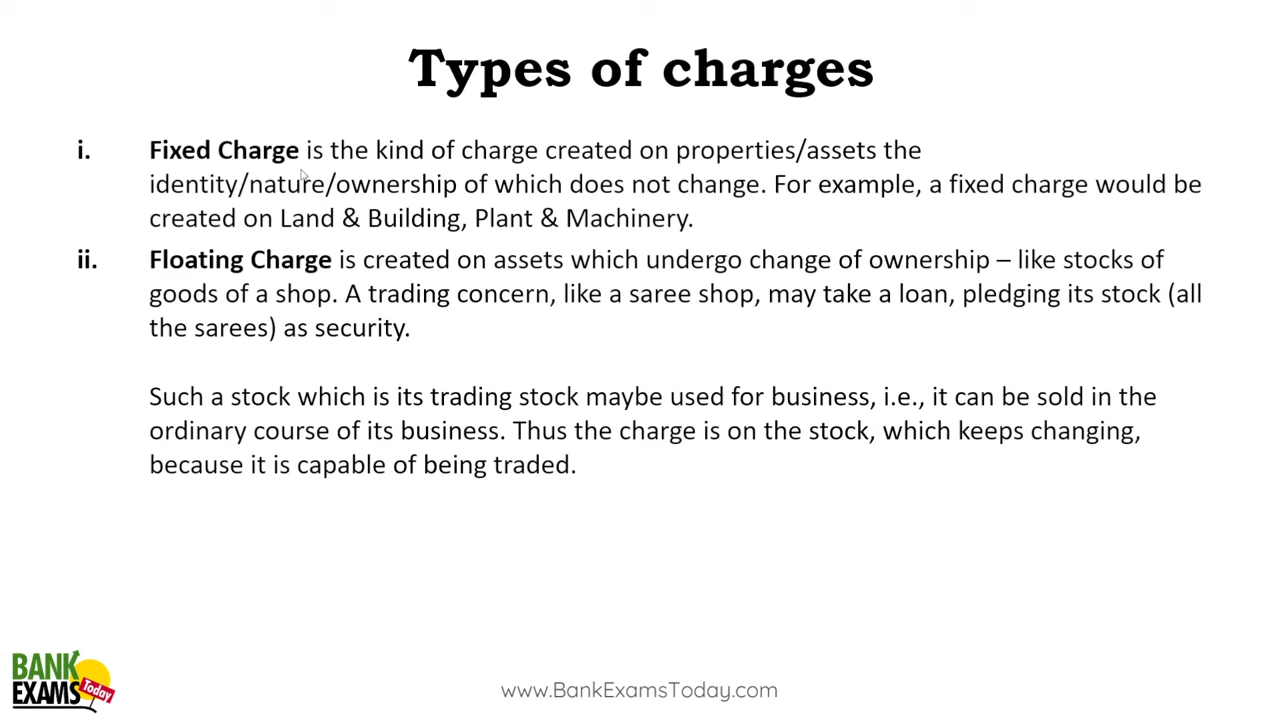 Types of charges
i. Fixed Charge is the kind of charge created on properties/assets the
identity/nature/ownership of which does not change. For example, a fixed charge would be
created on Land & Building, Plant & Machinery.
ii. Floating Charge is created on assets which undergo change of ownership – like stocks of
goods of a shop. A trading concern, like a saree shop, may take a loan, pledging its stock (all
the sarees) as security.
Such a stock which is its trading stock maybe used for business, i.e., it can be sold in the
ordinary course of its business. Thus the charge is on the stock, which keeps changing,
because it is capable of being traded.
BANK
EXAMS
Today
www.BankExamsToday.com